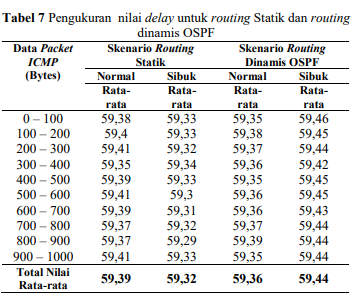 Tabel 7 Pengukuran nilai delay untuk routing Statik dan routing
dinamis OSPF
Data Packet ICMP (Bytes) Skenario Routing Statik Skenario Routing Dinamis OSPF
Normal Sibuk Normal Sibuk
Rata-rata Rata-rata Rata-rata Rata-rata
0 – 100 59,38 59,33 59,35 59,46
100 – 200 59,4 59,33 59,38 59,45
200 – 300 59,41 59,32 59,37 59,44
300 – 400 59,35 59,34 59,36 59,42
400 – 500 59,39 59,33 59,35 59,45
500 – 600 59,41 59,3 59,36 59,45
600 – 700 59,39 59,31 59,36 59,43
700 – 800 59,37 59,32 59,37 59,44
800 – 900 59,37 59,29 59,39 59,44
900 – 1000 59,41 59,33 59,35 59,44
Total Nilai Rata-rata 59,39 59,32 59,36 59,44